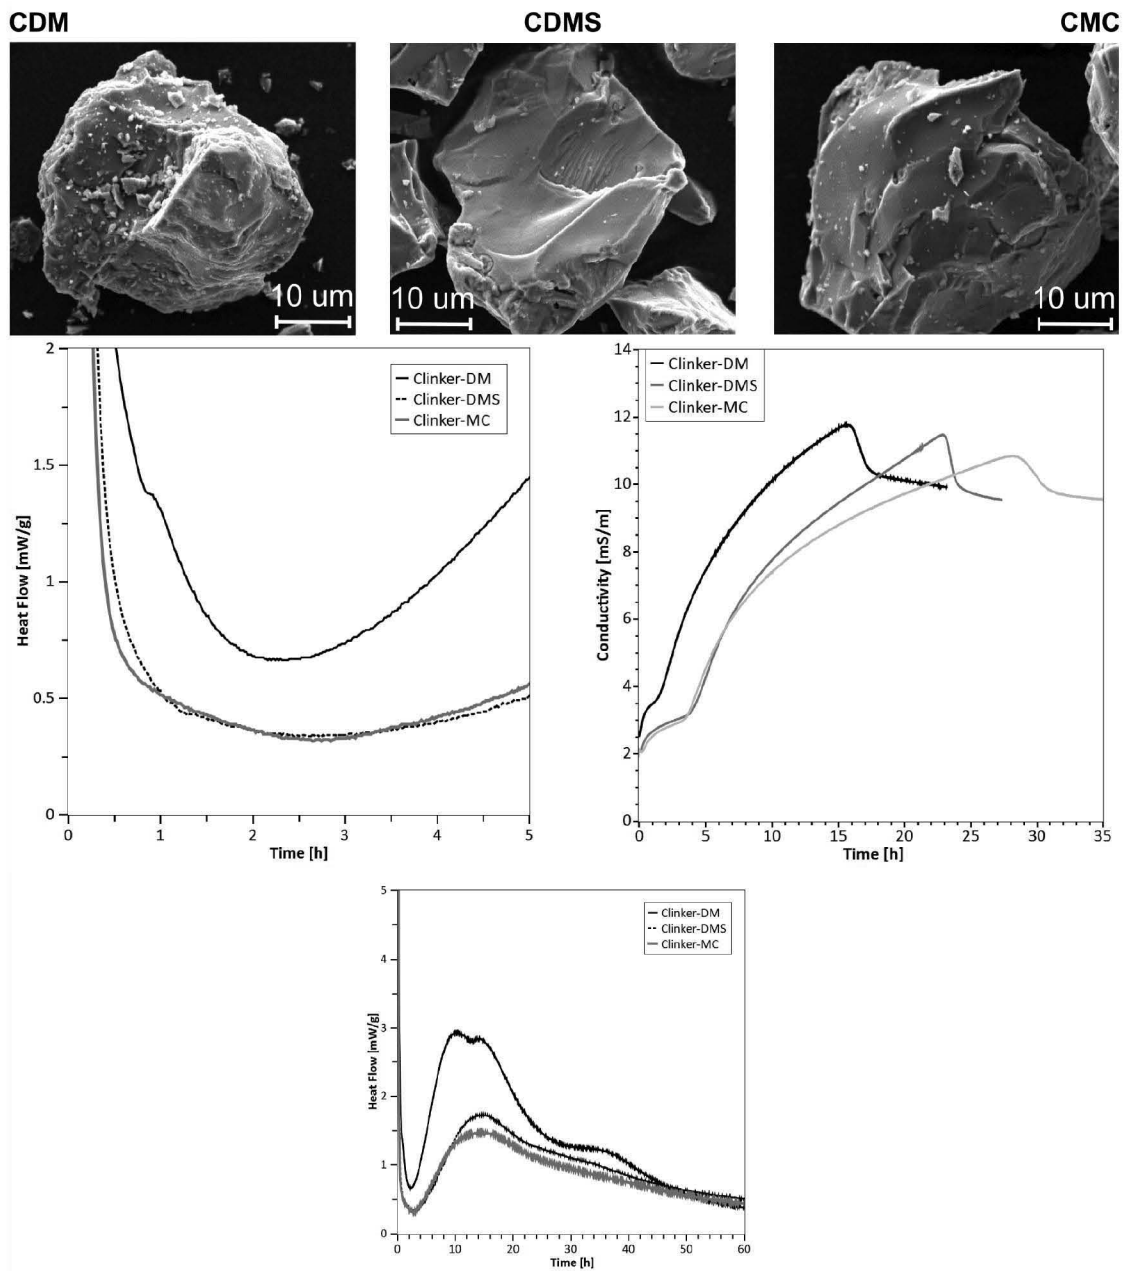 CDM CDMS CMC
10 um 10 um 10 um
2
1.5
1
0.5
0
Heat Flow [mW/g]
Clinker-DM
Clinker-DMS
Clinker-MC
0 1 2 3 4 5
Time [h]
14
12
10
8
6
4
2
0
Conductivity [mS/m]
Clinker-DM
Clinker-DMS
Clinker-MC
0 5 10 15 20 25 30 35
Time [h]
5
4
3
2
1
0
Heat Flow [mW/g]
Clinker-DM
Clinker-DMS
Clinker-MC
0 10 20 30 40 50 60
Time [h]